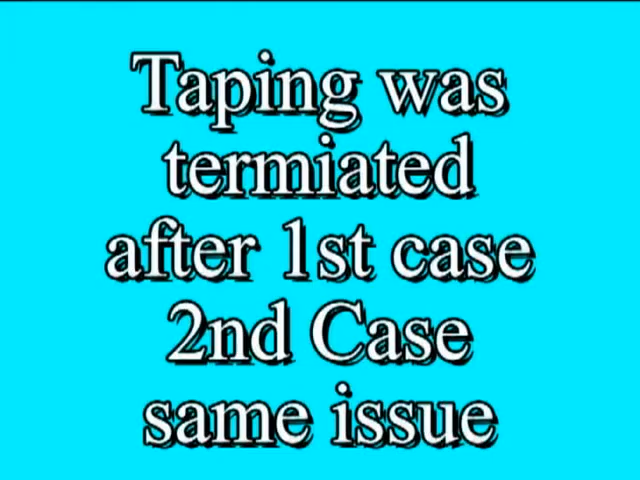 Taping was
termiated
after 1st case
2nd Case
same issue